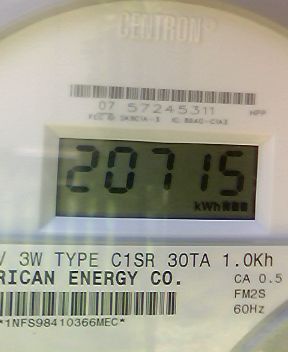 CENTRON
07 57245311 HPP
20715
kWh
V 3W TYPE C1SR 30TA 1.0Kh
RICAN ENERGY CO. CA 0.5
FM2S
60Hz
*1NFS98410366MEC*